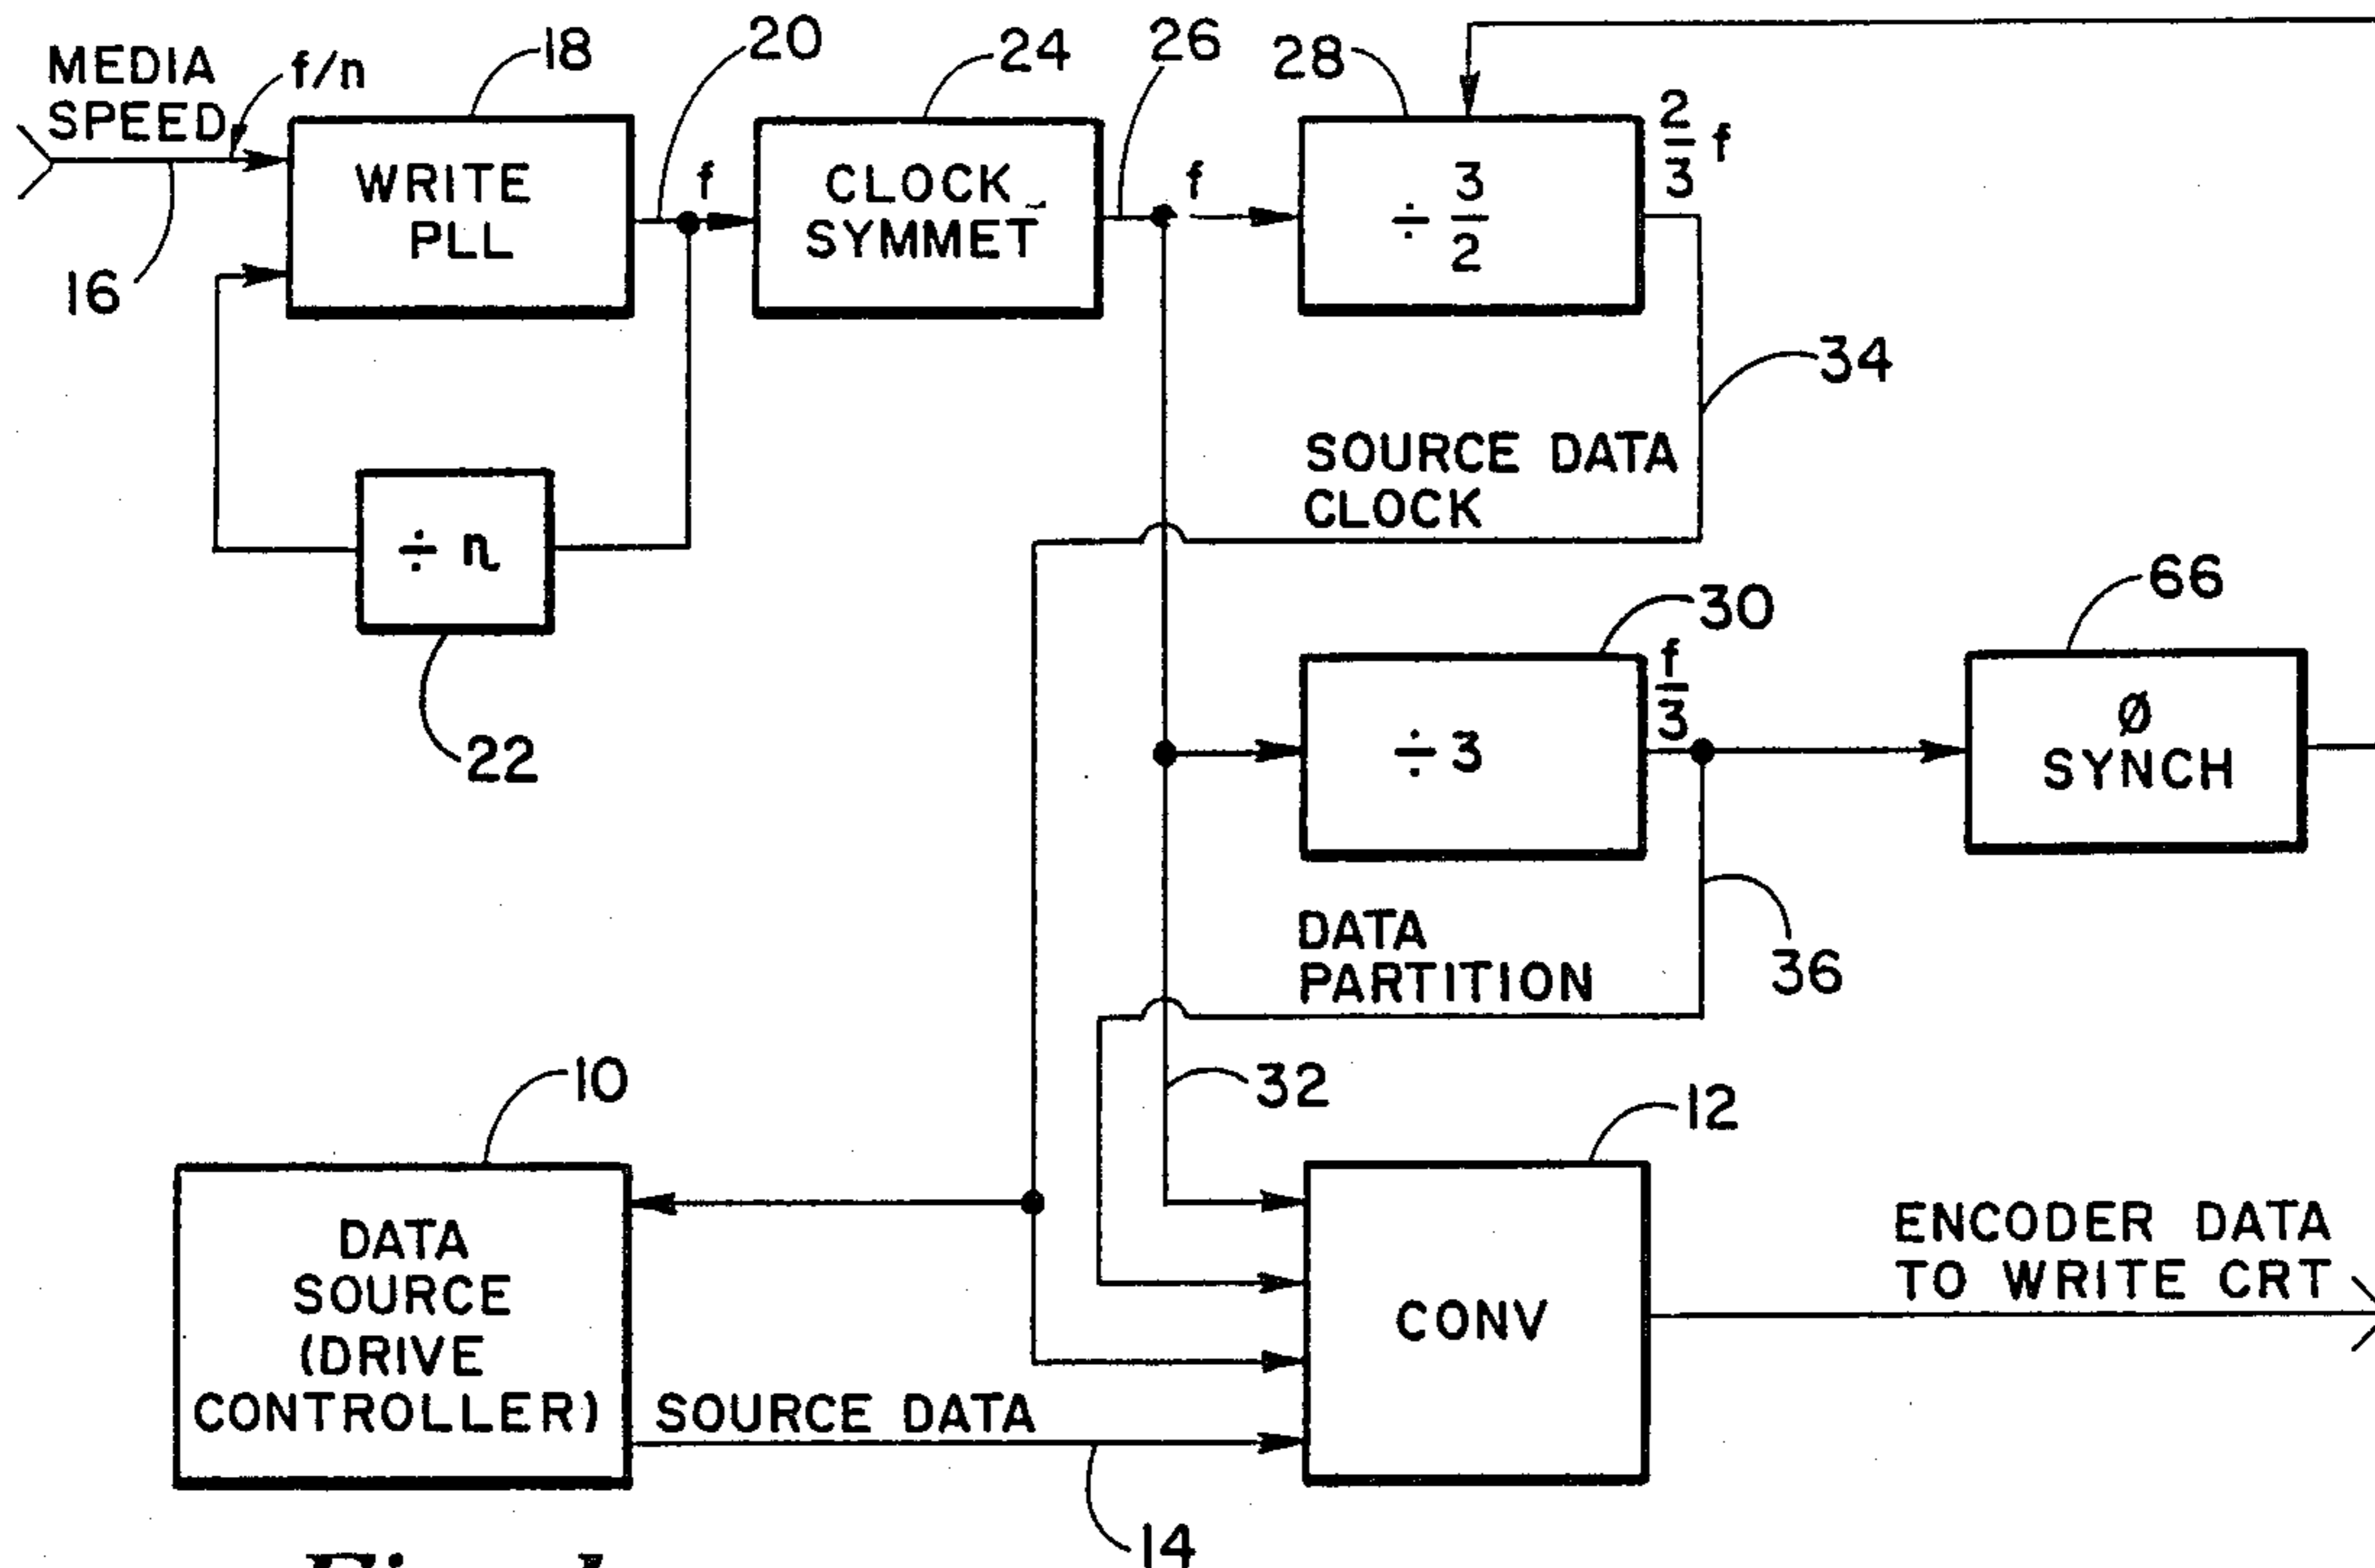 MEDIA
SPEED
f/n
18
20
24
26
28
2/3 f
WRITE
PLL
f
CLOCK
SYMMET
f
÷ 3/2
16
34
SOURCE DATA
CLOCK
÷ n
22
30
66
f/3
÷ 3
Ø
SYNCH
DATA
PARTITION
36
10
32
12
DATA
SOURCE
(DRIVE
CONTROLLER)
SOURCE DATA
CONV
ENCODER DATA
TO WRITE CRT
14